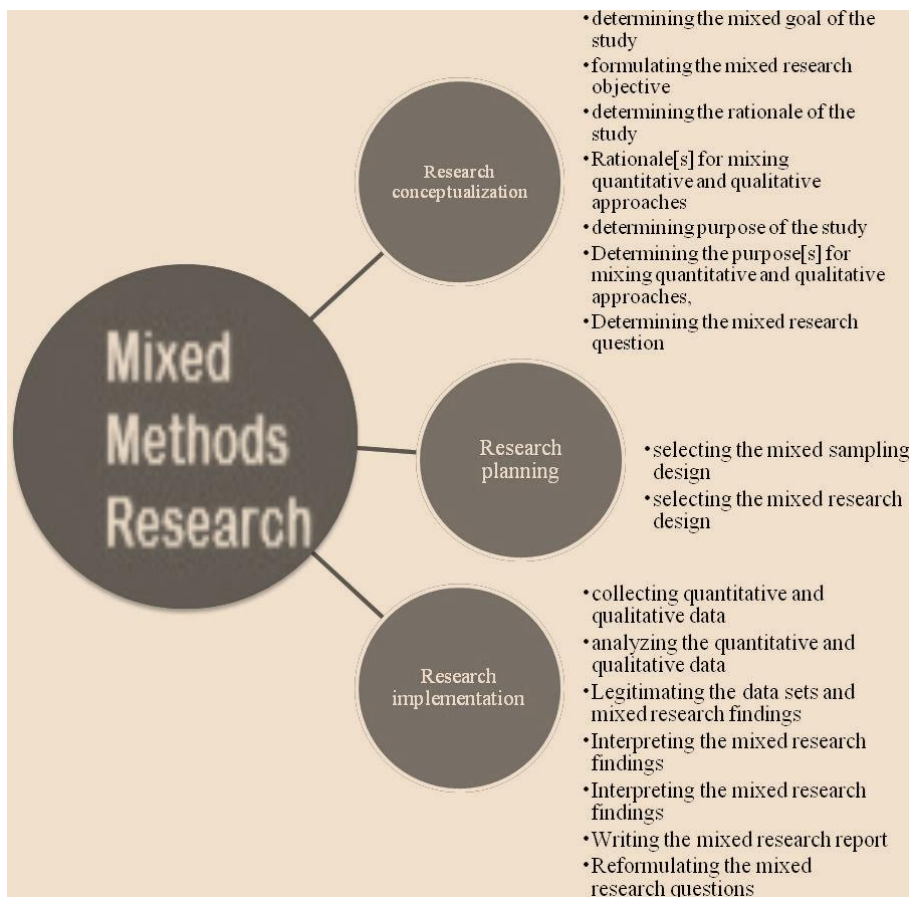 Mixed
Methods
Research
Research
conceptualization
•determining the mixed goal of the
study
•formulating the mixed research
objective
•determining the rationale of the
study
•Rationale[s] for mixing
quantitative and qualitative
approaches
•determining purpose of the study
•Determining the purpose[s] for
mixing quantitative and qualitative
approaches,
•Determining the mixed research
question
Research
planning
•selecting the mixed sampling
design
•selecting the mixed research
design
Research
implementation
•collecting quantitative and
qualitative data
•analyzing the quantitative and
qualitative data
•Legitimating the data sets and
mixed research findings
•Interpreting the mixed research
findings
•Interpreting the mixed research
findings
•Writing the mixed research report
•Reformulating the mixed
research questions